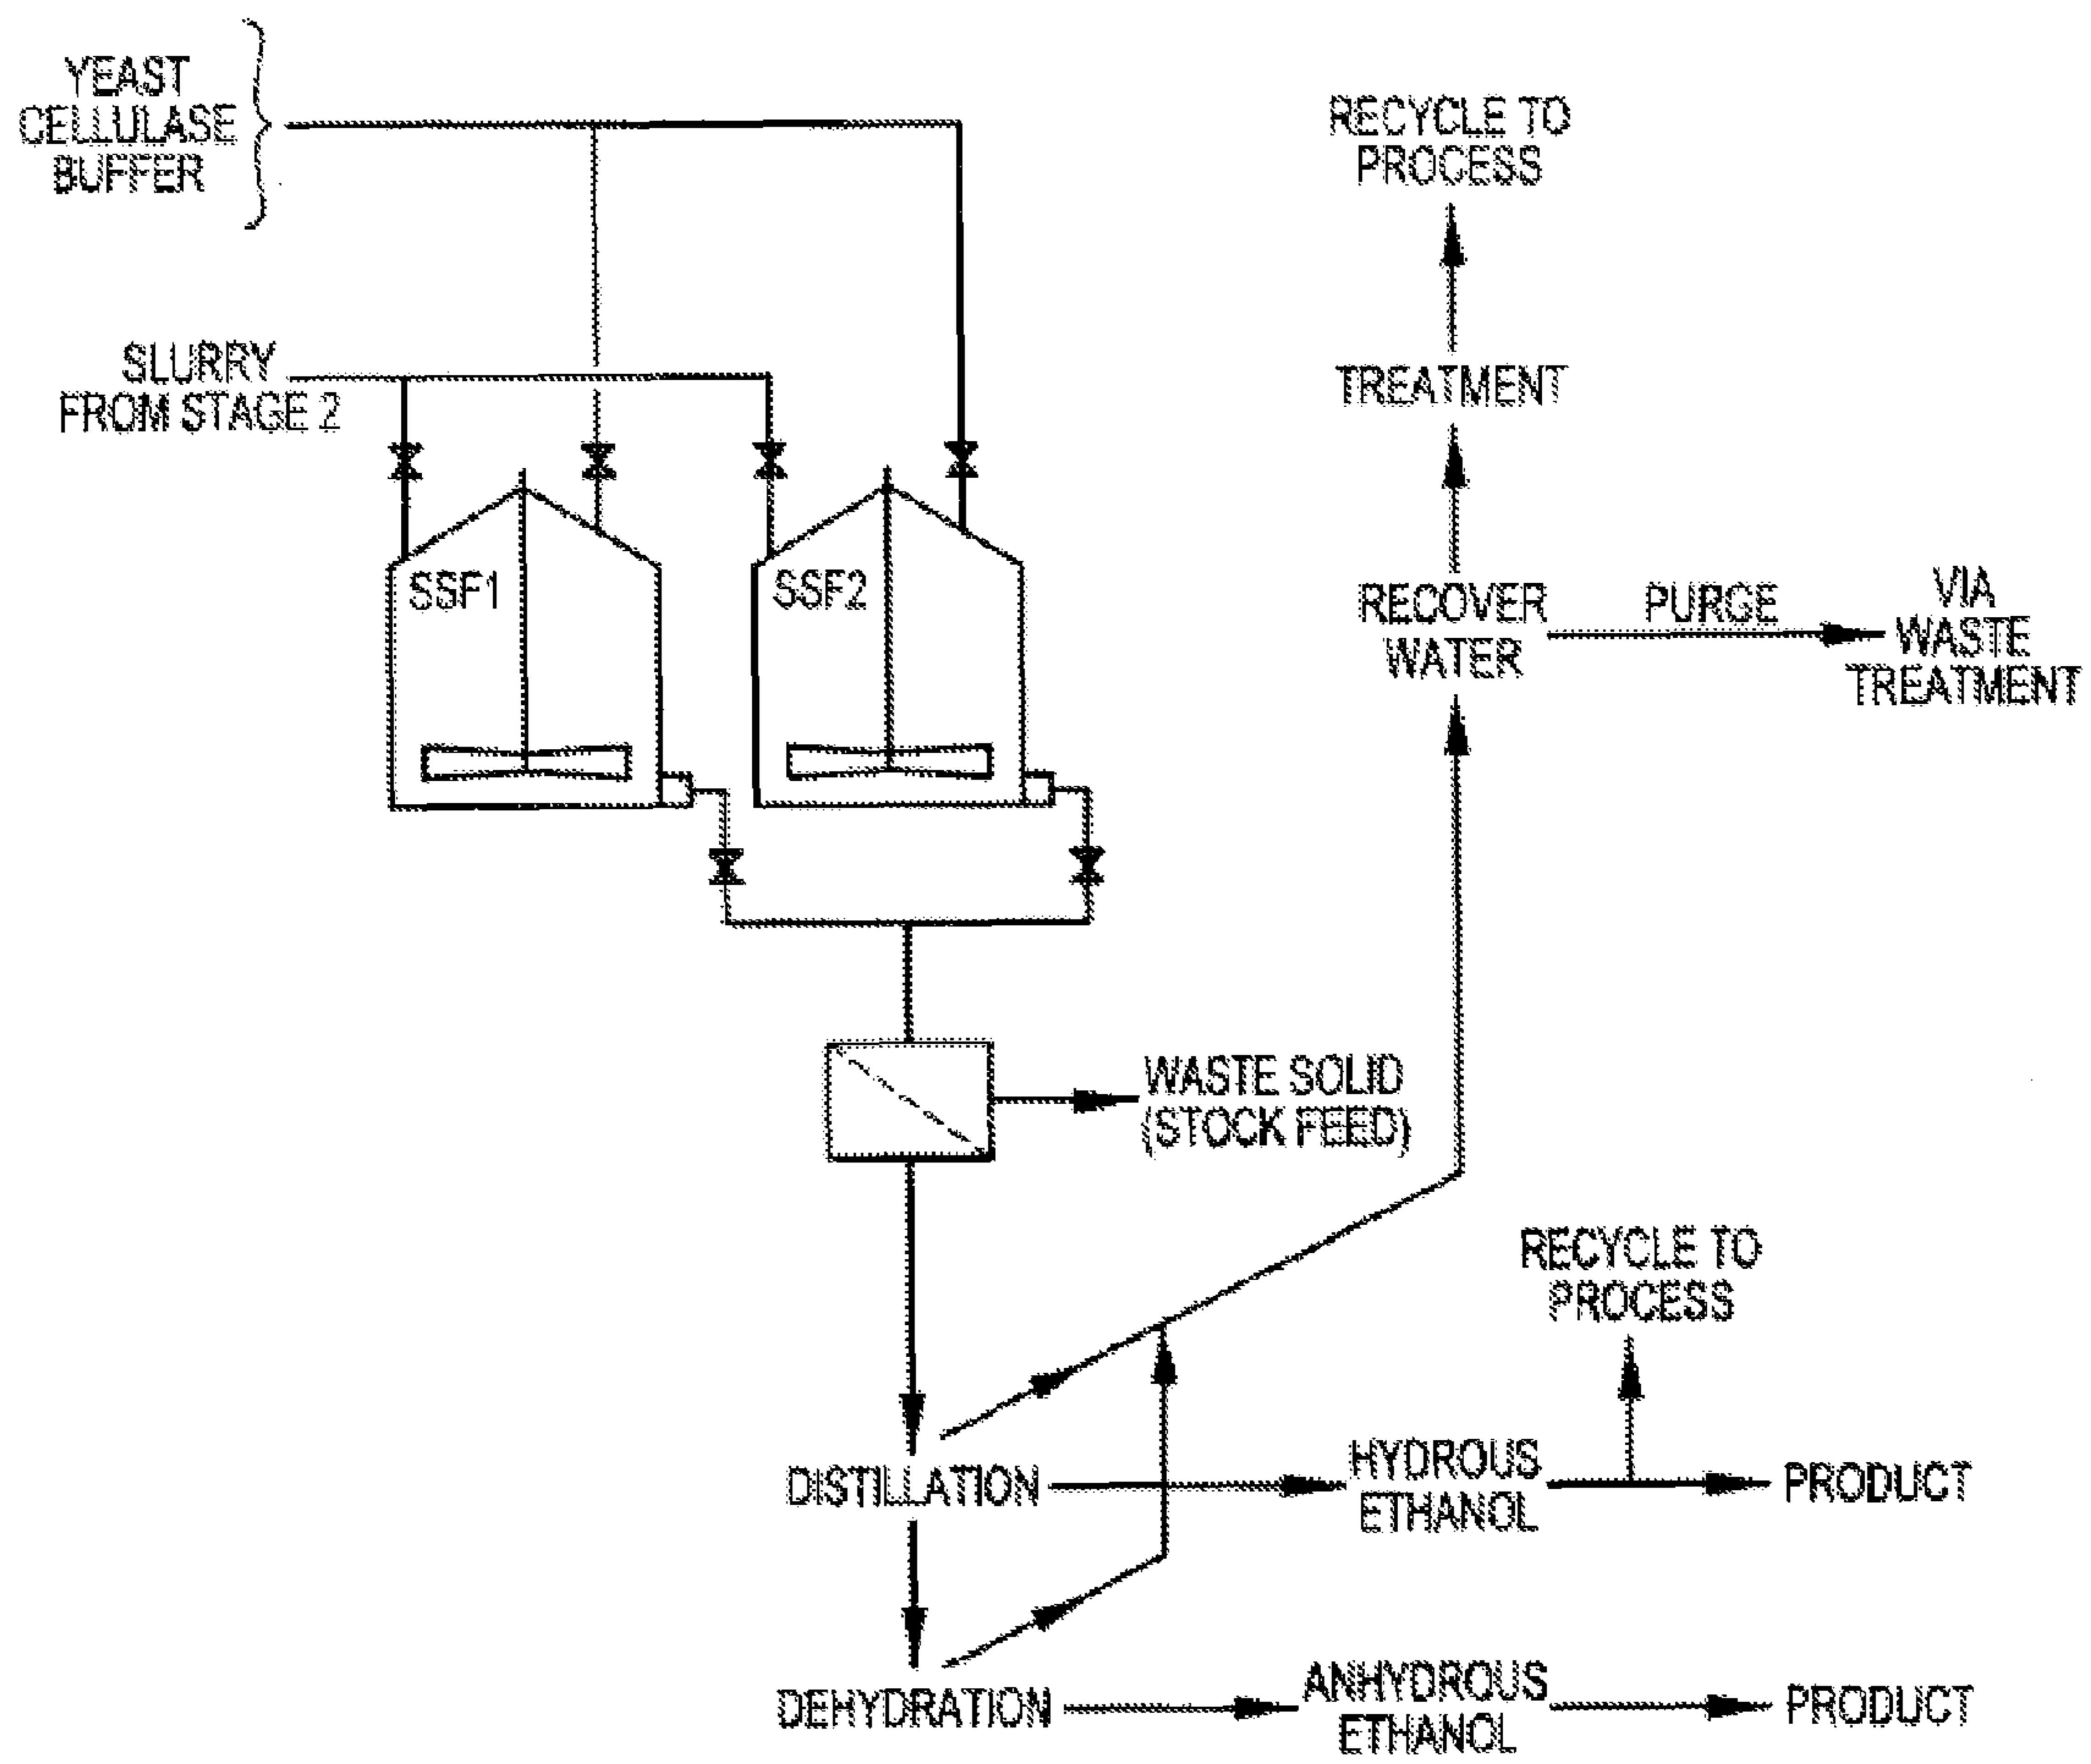 YEAST
CELLULASE
BUFFER
RECYCLE TO
PROCESS
SLURRY
FROM STAGE 2
TREATMENT
SSF1
SSF2
RECOVER
WATER
PURGE
VIA
WASTE
TREATMENT
WASTE SOLID
(STOCK FEED)
RECYCLE TO
PROCESS
DISTILLATION
HYDROUS
ETHANOL
PRODUCT
DEHYDRATION
ANHYDROUS
ETHANOL
PRODUCT